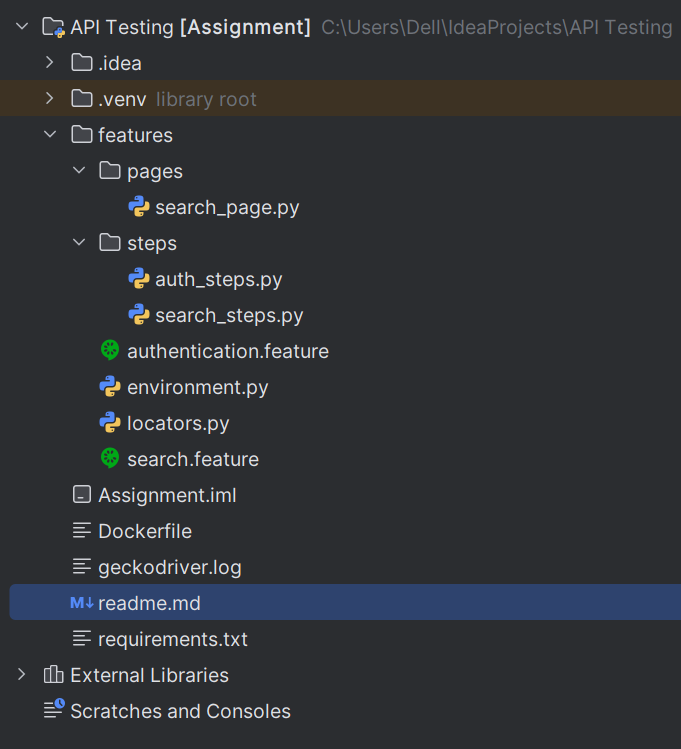 API Testing [Assignment] C:\Users\Dell\IdeaProjects\API Testing
.idea
.venv library root
features
pages
search_page.py
steps
auth_steps.py
search_steps.py
authentication.feature
environment.py
locators.py
search.feature
Assignment.iml
Dockerfile
geckodriver.log
M↓ readme.md
requirements.txt
External Libraries
Scratches and Consoles